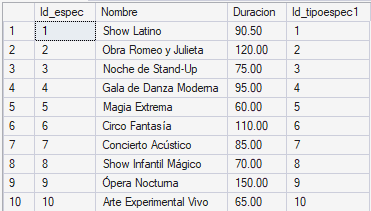 Id_espec Nombre Duracion Id_tipoespec1
1 1 Show Latino 90.50 1
2 2 Obra Romeo y Julieta 120.00 2
3 3 Noche de Stand-Up 75.00 3
4 4 Gala de Danza Moderna 95.00 4
5 5 Magia Extrema 60.00 5
6 6 Circo Fantasía 110.00 6
7 7 Concierto Acústico 85.00 7
8 8 Show Infantil Mágico 70.00 8
9 9 Ópera Nocturna 150.00 9
10 10 Arte Experimental Vivo 65.00 10